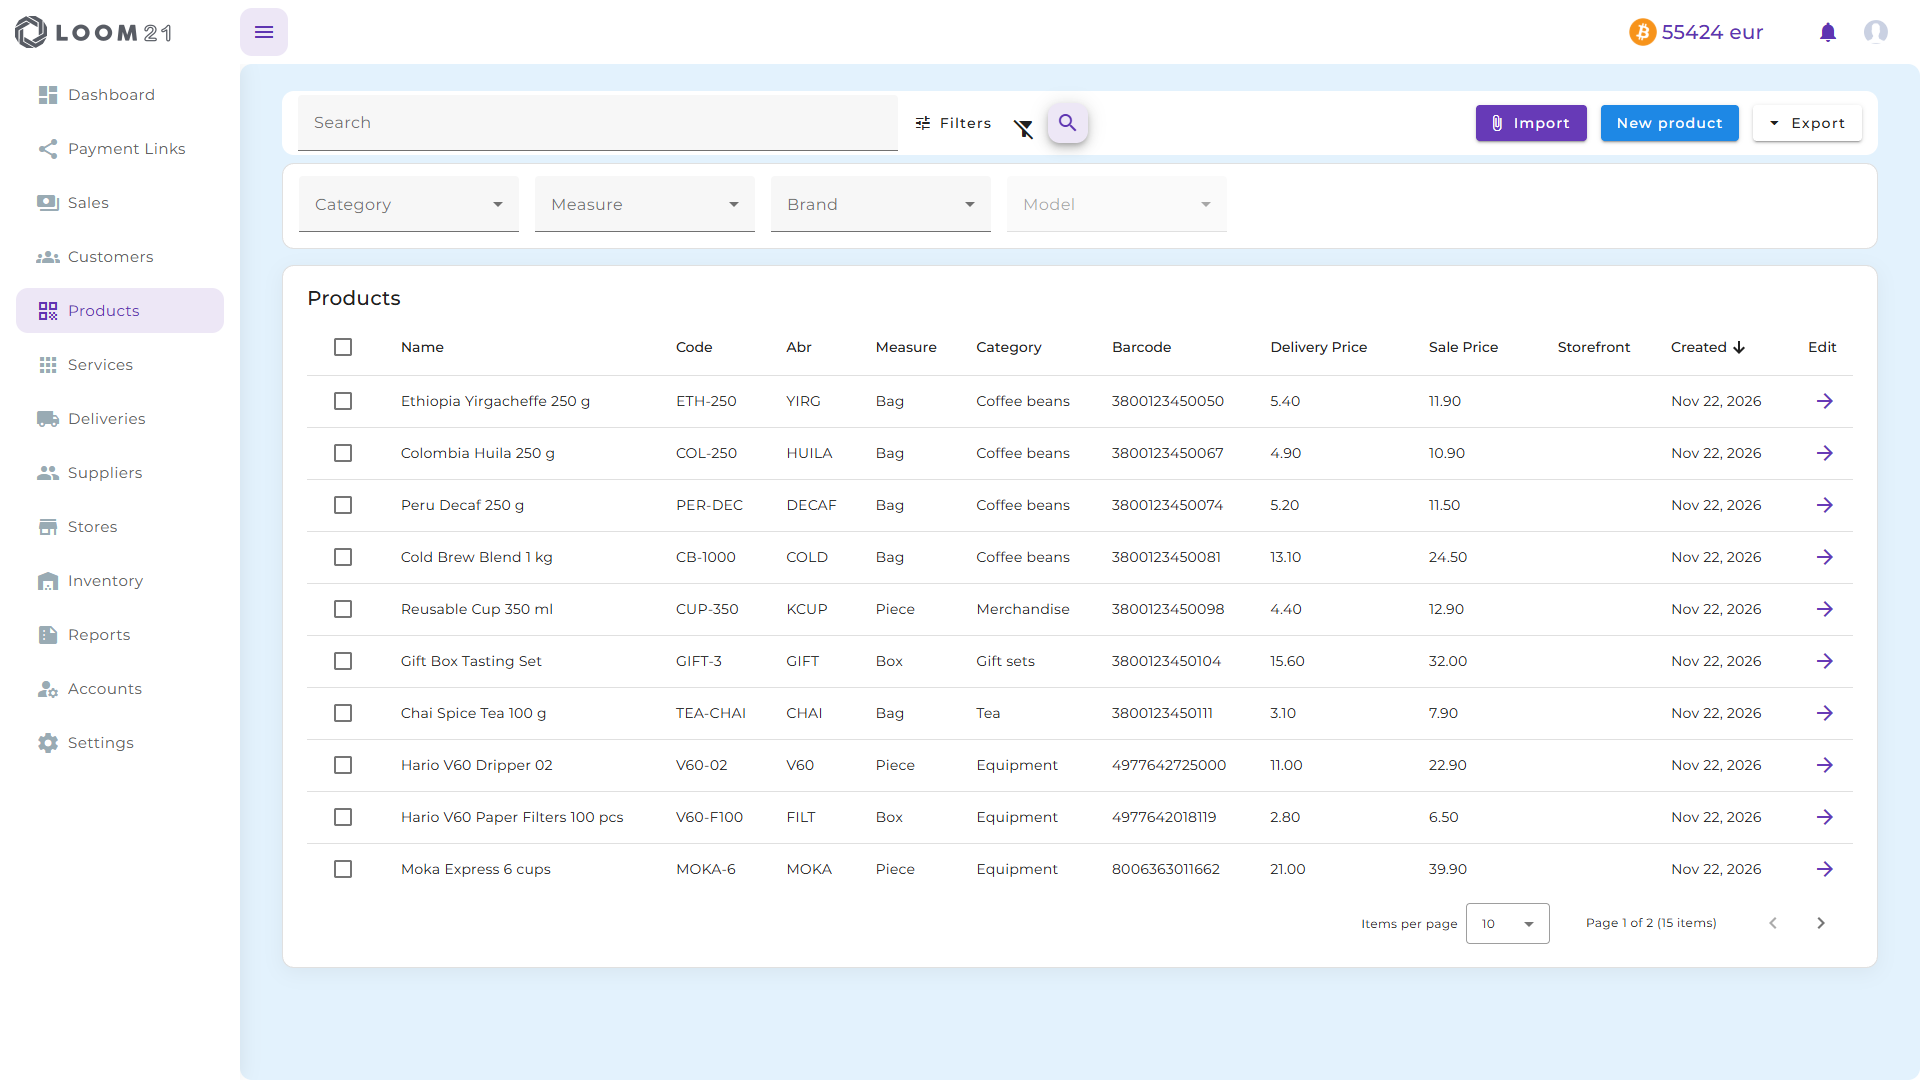 LOOM 21
55424 eur
Dashboard
Payment Links
Sales
Customers
Products
Services
Deliveries
Suppliers
Stores
Inventory
Reports
Accounts
Settings
Search
Filters
Import
New product
Export
Category
Measure
Brand
Model
Products
Name Code Abr Measure Category Barcode Delivery Price Sale Price Storefront Created Edit
Ethiopia Yirgacheffe 250 g ETH-250 YIRG Bag Coffee beans 3800123450050 5.40 11.90 Nov 22, 2026
Colombia Huila 250 g COL-250 HUILA Bag Coffee beans 3800123450067 4.90 10.90 Nov 22, 2026
Peru Decaf 250 g PER-DEC DECAF Bag Coffee beans 3800123450074 5.20 11.50 Nov 22, 2026
Cold Brew Blend 1 kg CB-1000 COLD Bag Coffee beans 3800123450081 13.10 24.50 Nov 22, 2026
Reusable Cup 350 ml CUP-350 KCUP Piece Merchandise 3800123450098 4.40 12.90 Nov 22, 2026
Gift Box Tasting Set GIFT-3 GIFT Box Gift sets 3800123450104 15.60 32.00 Nov 22, 2026
Chai Spice Tea 100 g TEA-CHAI CHAI Bag Tea 3800123450111 3.10 7.90 Nov 22, 2026
Hario V60 Dripper 02 V60-02 V60 Piece Equipment 4977642725000 11.00 22.90 Nov 22, 2026
Hario V60 Paper Filters 100 pcs V60-F100 FILT Box Equipment 4977642018119 2.80 6.50 Nov 22, 2026
Moka Express 6 cups MOKA-6 MOKA Piece Equipment 8006363011662 21.00 39.90 Nov 22, 2026
Items per page 10 Page 1 of 2 (15 items)